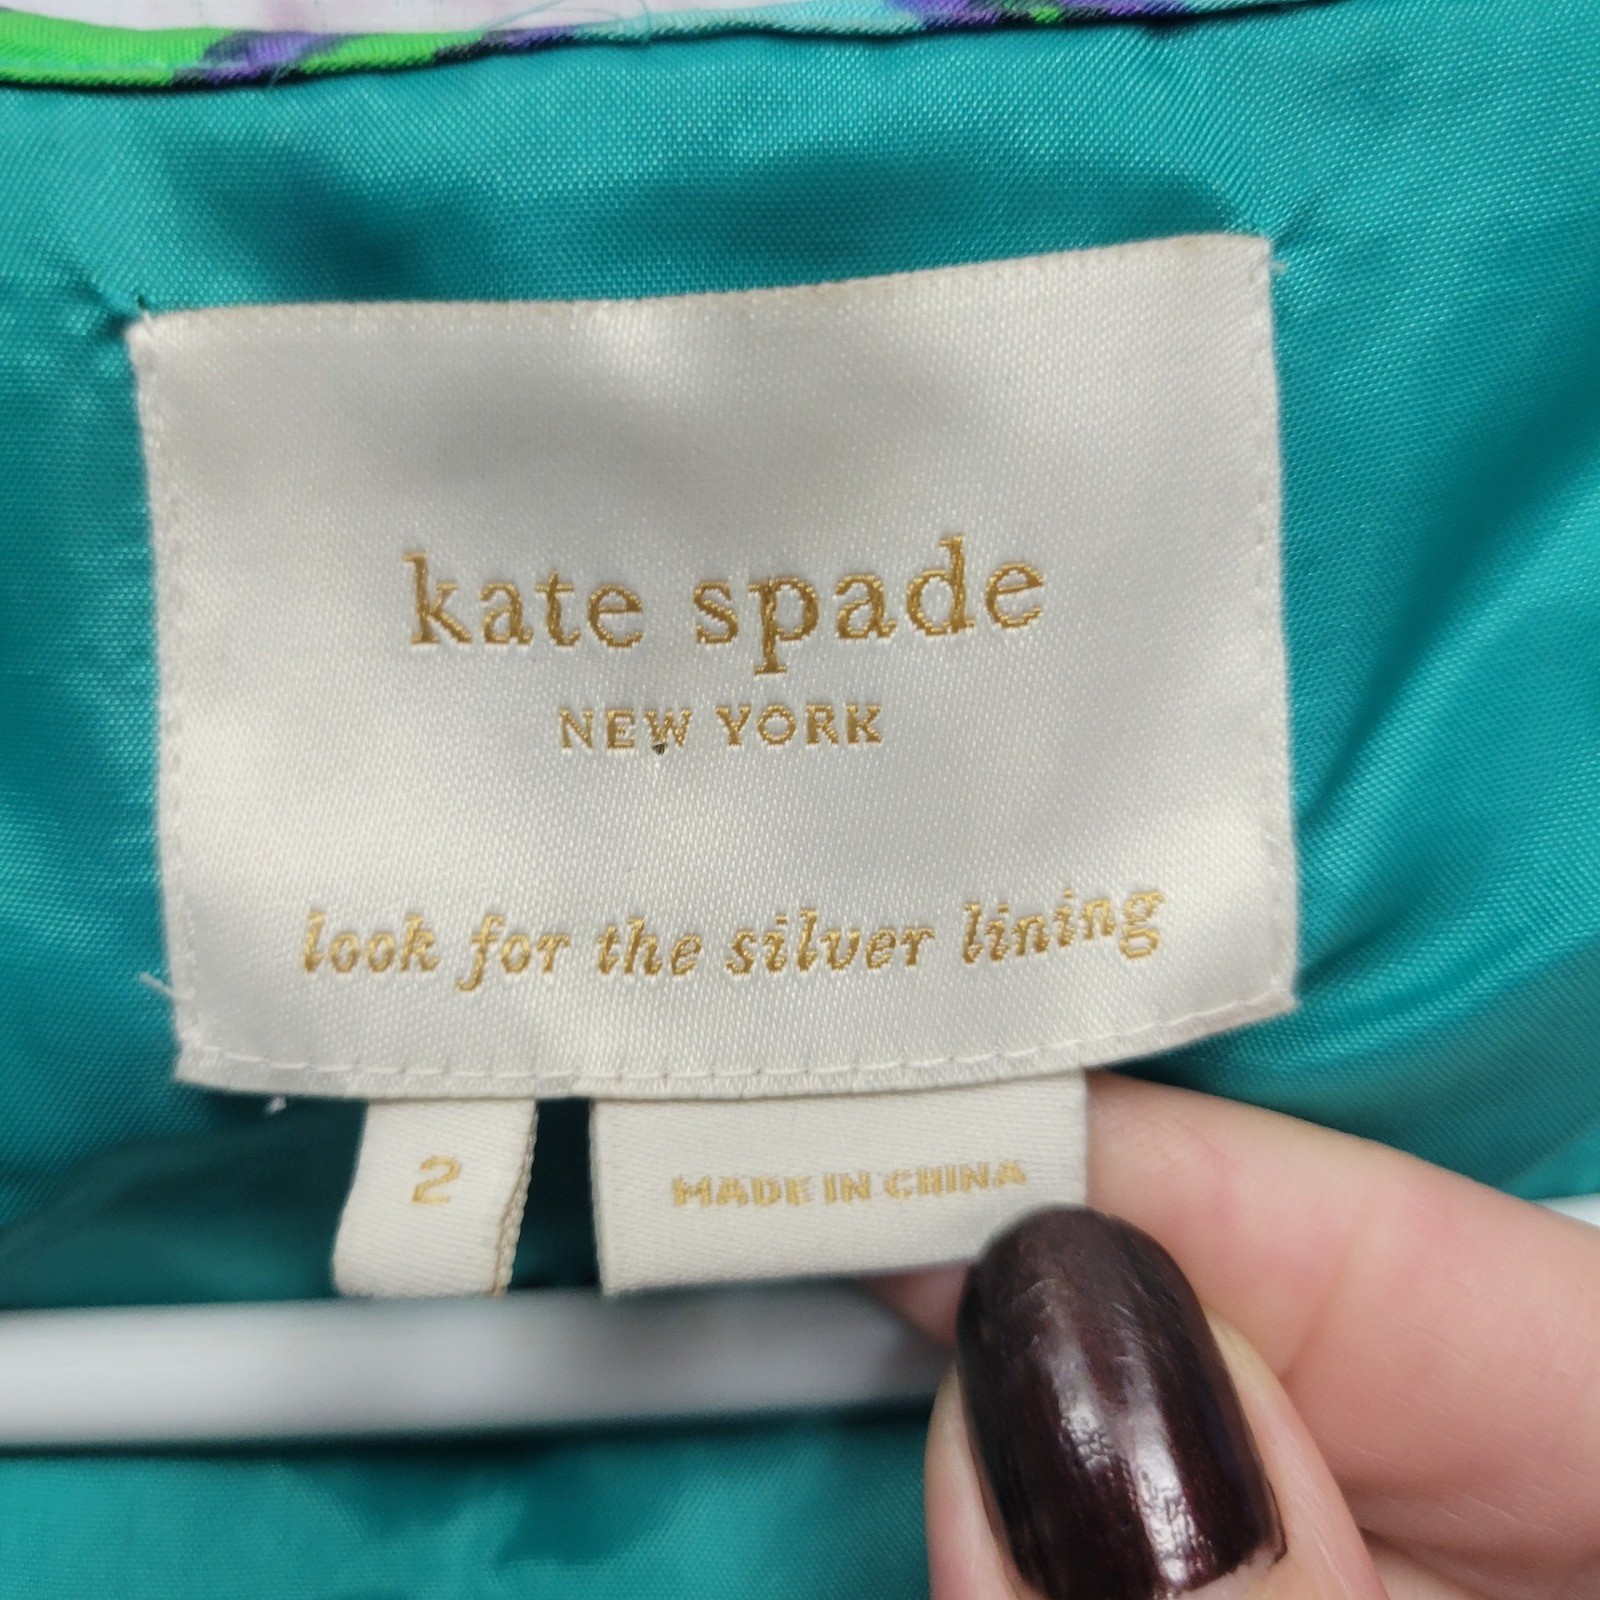 kate spade
NEW YORK
look for the silver lining
2
MADE IN CHINA